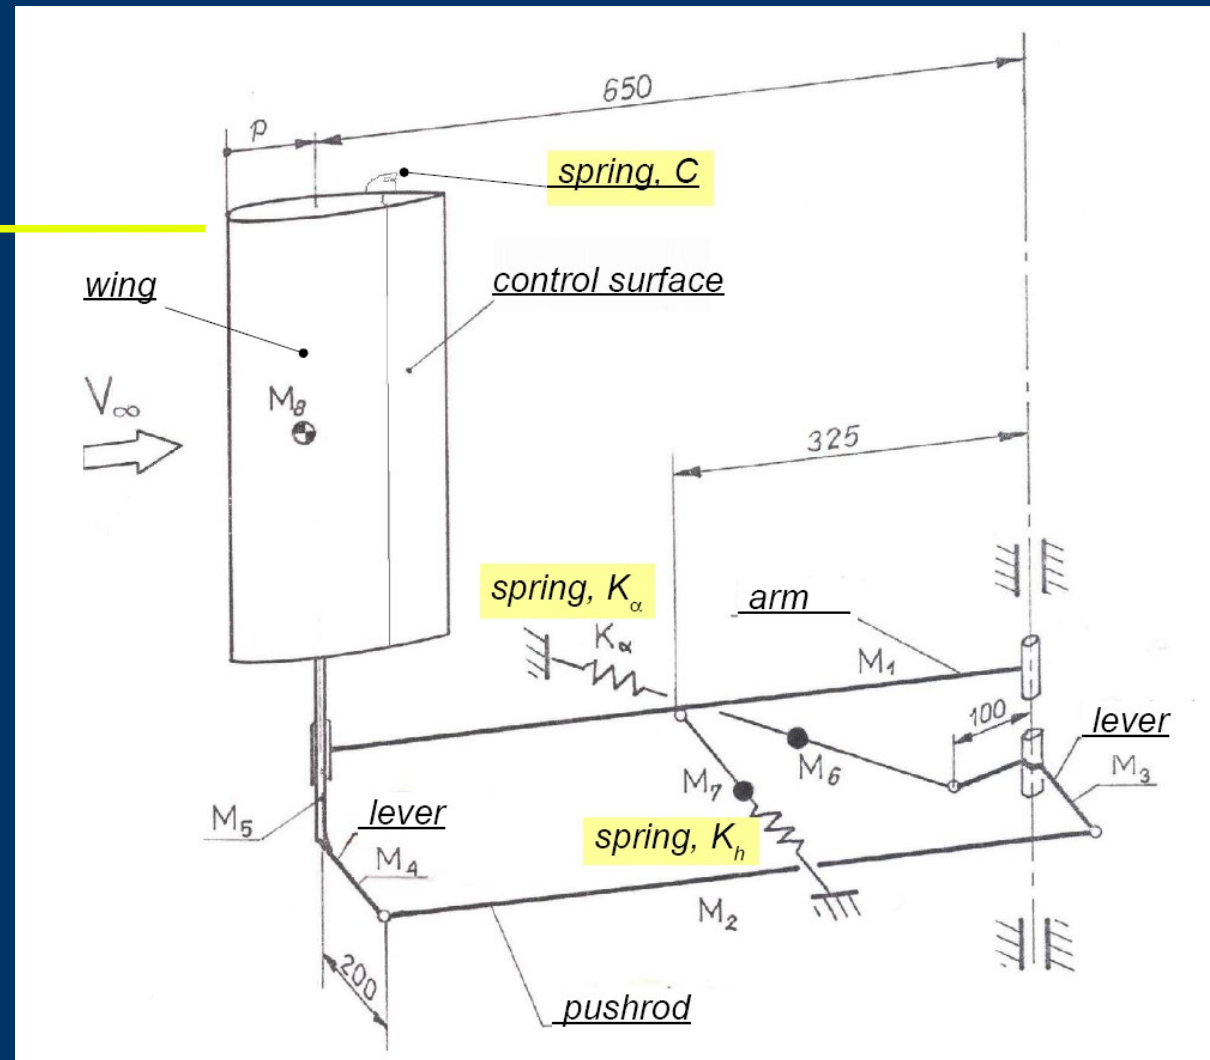 650
p
spring, C
wing
control surface
M₈
V∞
325
spring, Kα
Kα
arm
M₁
100
lever
M₃
M₆
M₇
M₅
lever
spring, Kₕ
M₄
M₂
200
pushrod